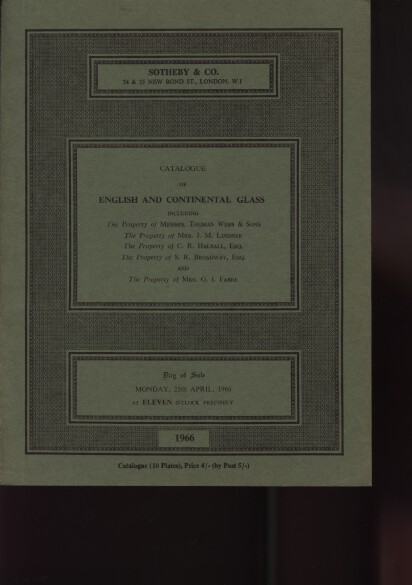 SOTHEBY & CO.
34 & 35 NEW BOND ST., LONDON, W.1
CATALOGUE
OF
ENGLISH AND CONTINENTAL GLASS
INCLUDING
The Property of MESSRS. THOMAS WEBB & SONS
The Property of MRS. J. M.
The Property of C. R. HALSALL, ESQ.
The Property of S. R. BROADWAY, ESQ.
AND
The Property of MRS. O. I.
Day of Sale
MONDAY, 25th APRIL, 1966
AT ELEVEN O'CLOCK PRECISELY
1966
Catalogue (10 Plates), Price 4/- (by Post 5/-)